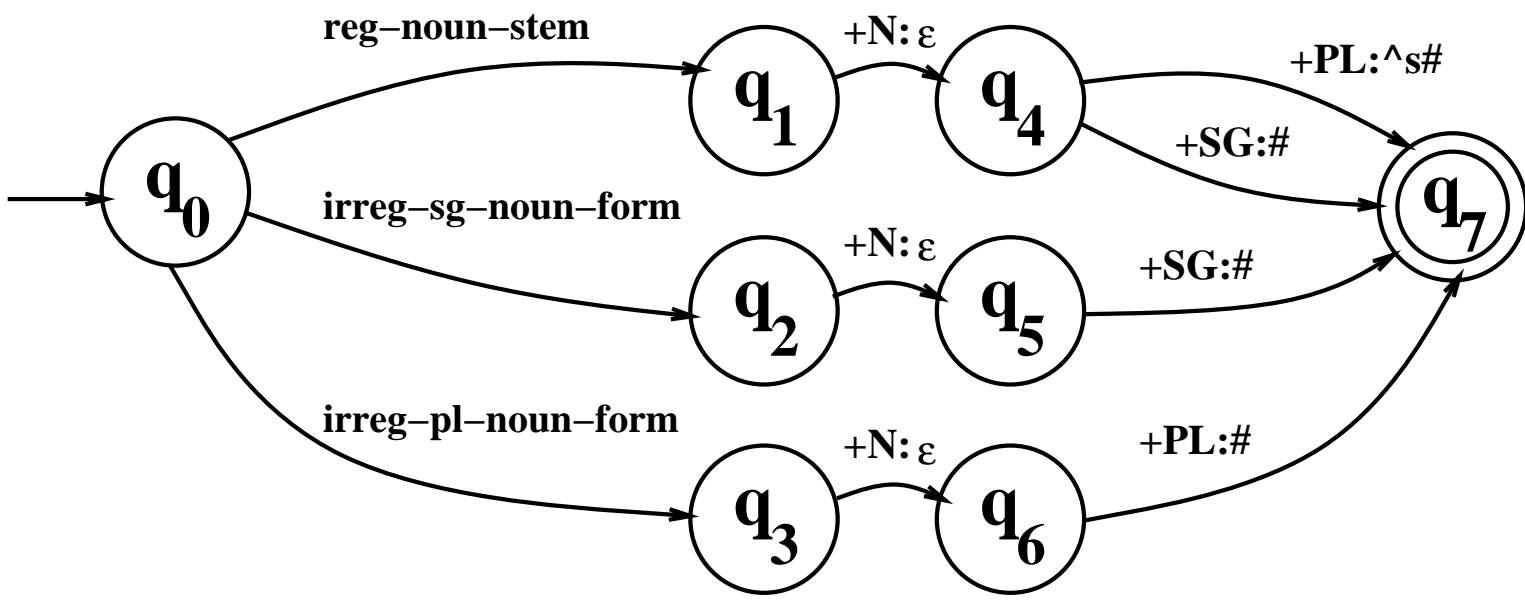 reg–noun–stem
+N: ε
+PL:^s#
q1
q4
+SG:#
q0
q7
irreg–sg–noun–form
+N: ε
+SG:#
q2
q5
irreg–pl–noun–form
+N: ε
+PL:#
q3
q6